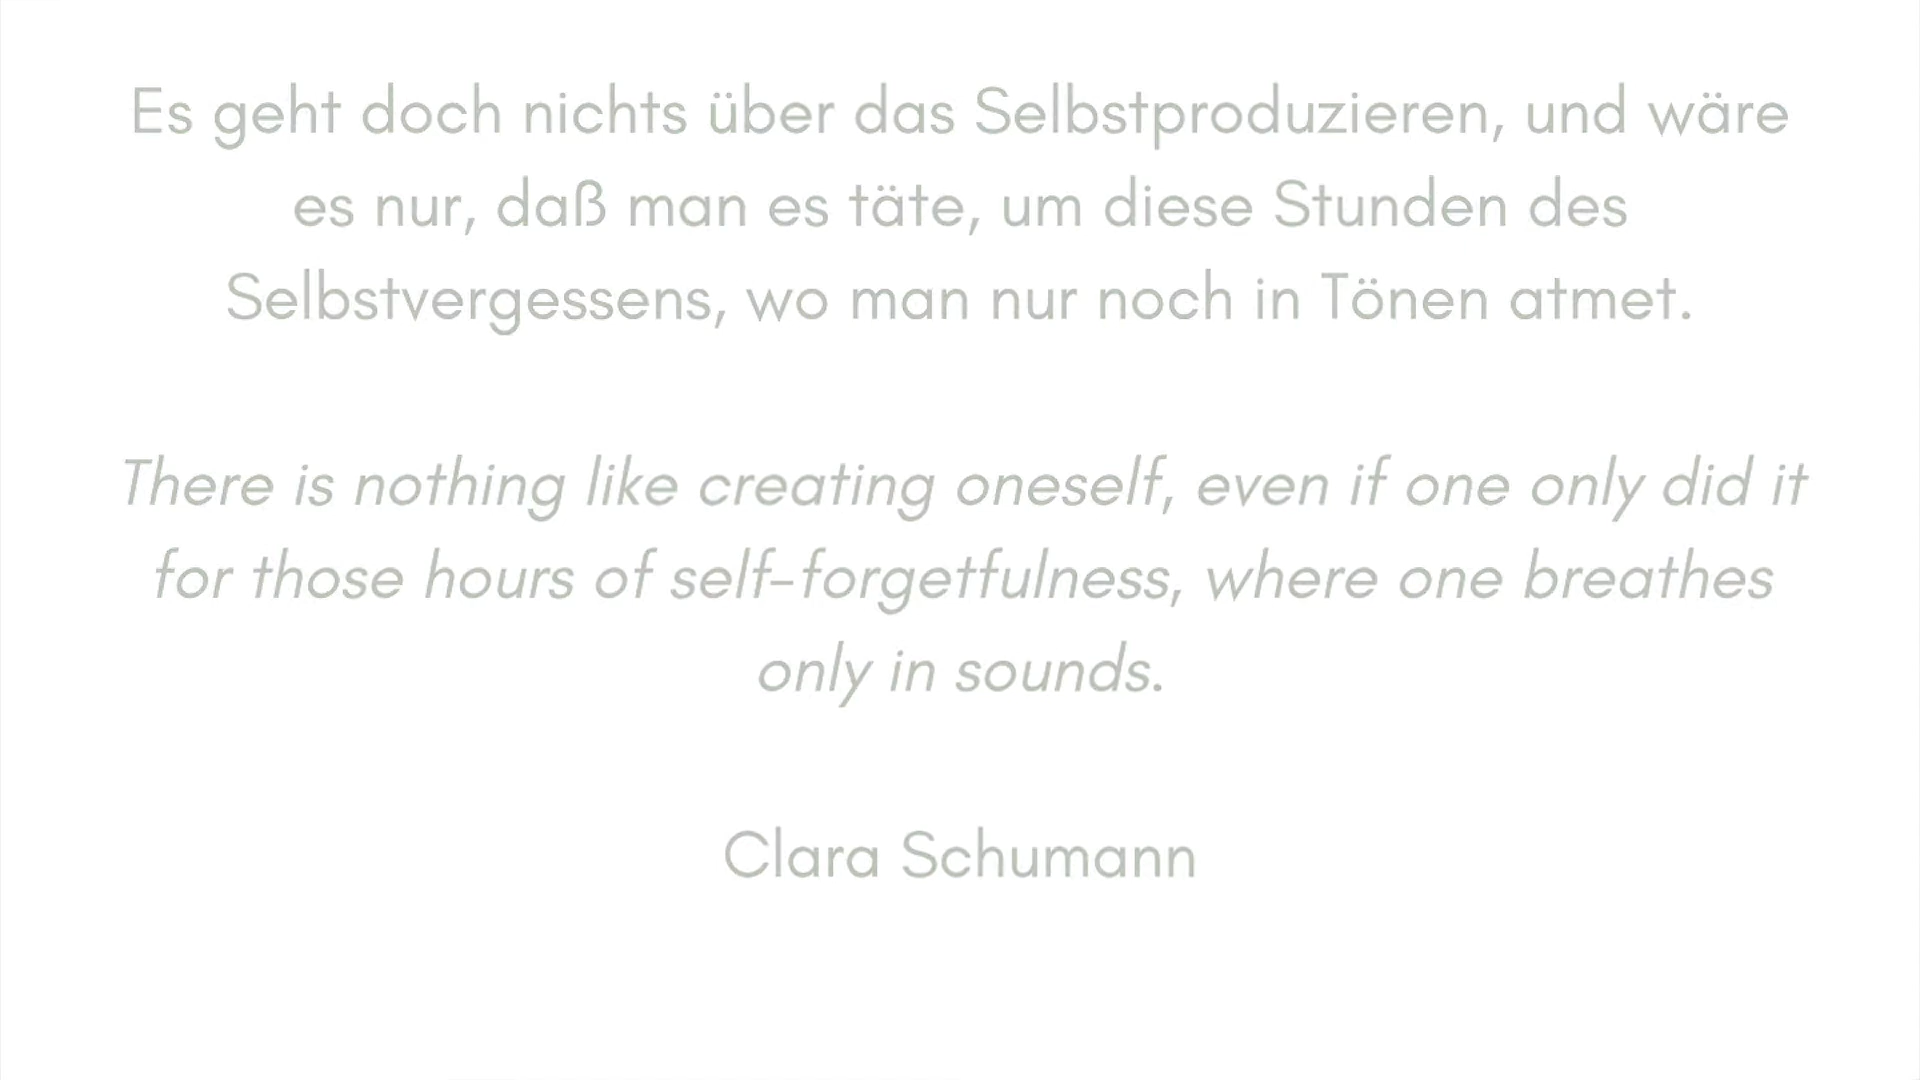 Es geht doch nichts über das Selbstproduzieren, und wäre
es nur, daß man es täte, um diese Stunden des
Selbstvergessens, wo man nur noch in Tönen atmet.
There is nothing like creating oneself, even if one only did it
for those hours of self-forgetfulness, where one breathes
only in sounds.
Clara Schumann